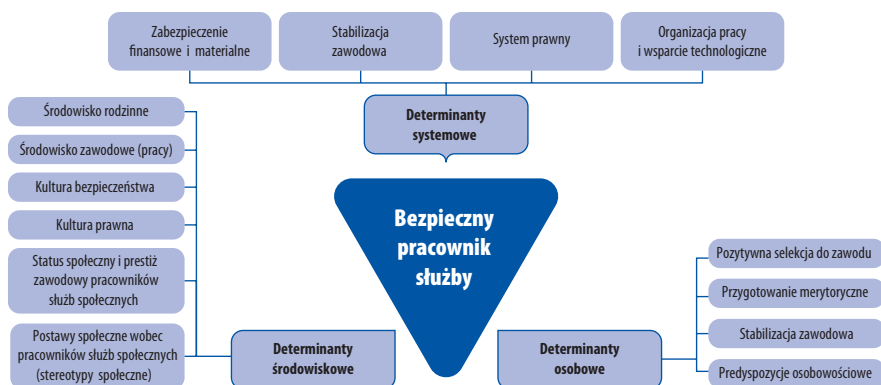 Zabezpieczenie
finansowe i materialne
Stabilizacja
zawodowa
System prawny
Organizacja pracy
i wsparcie technologiczne
Determinanty
systemowe
Środowisko rodzinne
Środowisko zawodowe (pracy)
Kultura bezpieczeństwa
Kultura prawna
Status społeczny i prestiż
zawodowy pracowników
służb społecznych
Postawy społeczne wobec
pracowników służb społecznych
(stereotypy społeczne)
Determinanty
środowiskowe
Bezpieczny
pracownik
służby
Determinanty
osobowe
Pozytywna selekcja do zawodu
Przygotowanie merytoryczne
Stabilizacja zawodowa
Predyspozycje osobowościowe